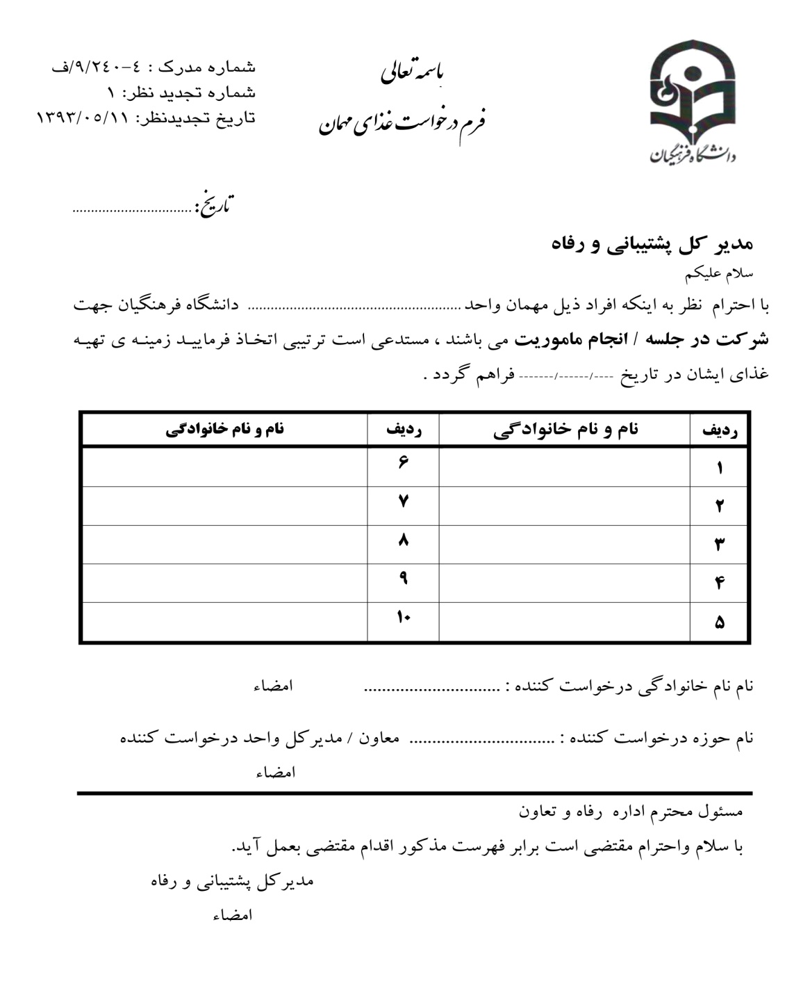 باسمه تعالی
فرم درخواست غذای مهمان
شماره مدرک : ٤-٩/٢٤٠/ف
شماره تجدید نظر: ١
تاریخ تجدیدنظر: ١٣٩٣/٠٥/١١
دانشگاه فرهنگیان
تاریخ: .................................
مدیر کل پشتیبانی و رفاه
سلام علیکم
با احترام نظر به اینکه افراد ذیل مهمان واحد ........................................................ دانشگاه فرهنگیان جهت
شرکت در جلسه / انجام ماموریت می باشند ، مستدعی است ترتیبی اتخـاذ فرماییـد زمینـه ی تهیـه
غذای ایشان در تاریخ ----/------/------- فراهم گردد .
ردیف نام و نام خانوادگی ردیف نام و نام خانوادگی
۱ ۶
۲ ۷
۳ ۸
۴ ۹
۵ ۱۰
نام نام خانوادگی درخواست کننده : .............................. امضاء
نام حوزه درخواست کننده : ................................ معاون / مدیرکل واحد درخواست کننده
امضاء
مسئول محترم اداره رفاه و تعاون
با سلام واحترام مقتضی است برابر فهرست مذکور اقدام مقتضی بعمل آید.
مدیرکل پشتیبانی و رفاه
امضاء